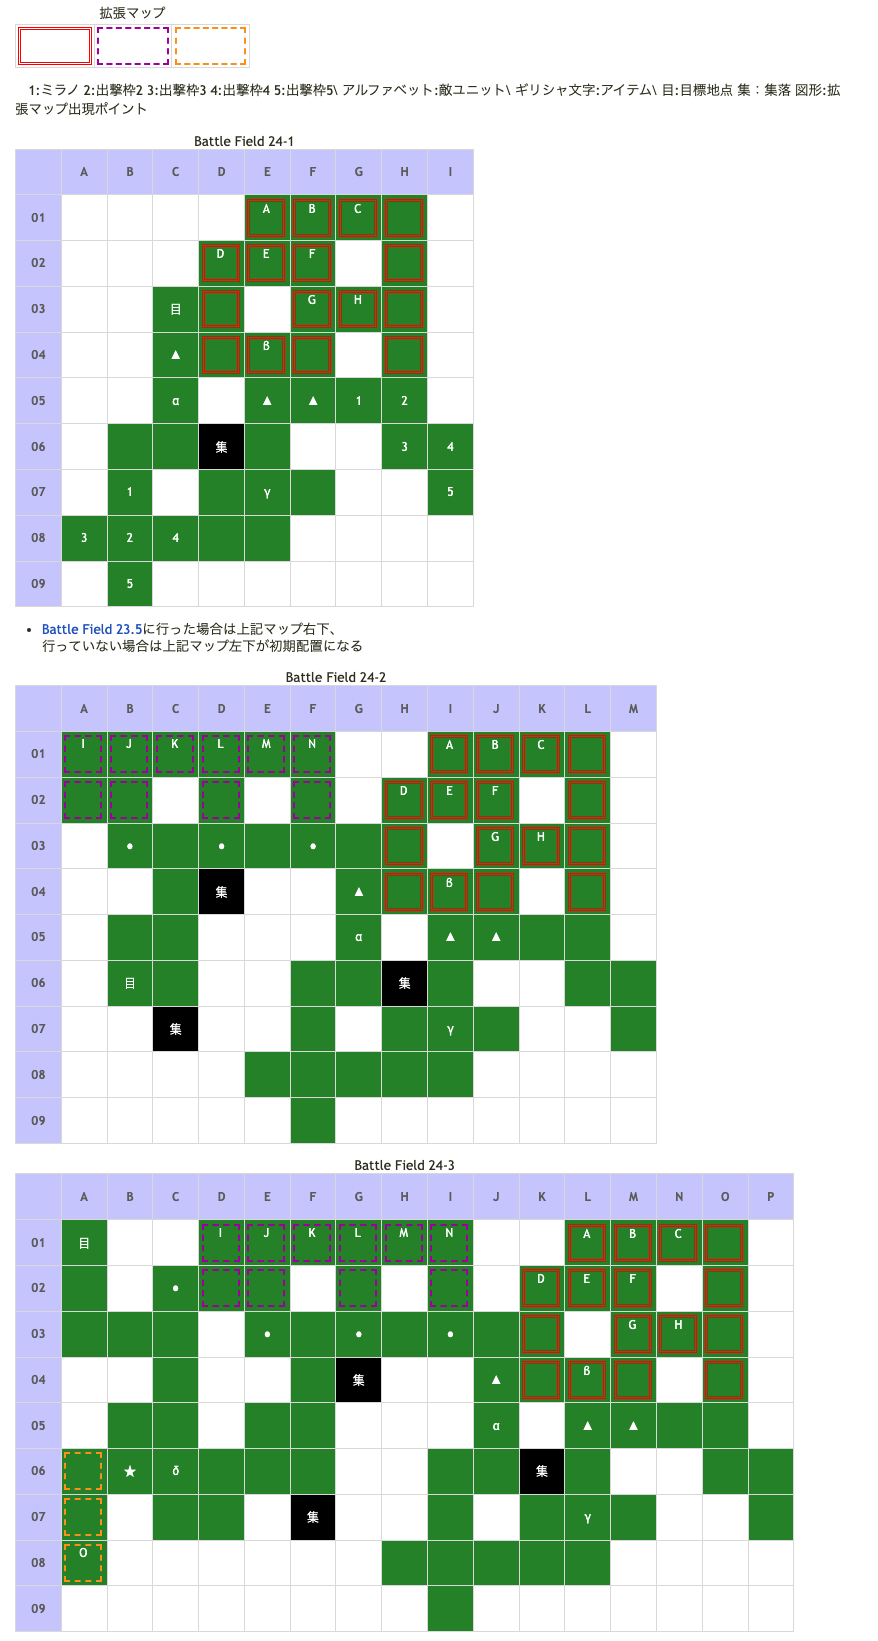 拡張マップ
1:ミラノ 2:出撃枠2 3:出撃枠3 4:出撃枠4 5:出撃枠5\ アルファベット:敵ユニット\ ギリシャ文字:アイテム\ 目:目標地点 集：集落 図形:拡
張マップ出現ポイント
Battle Field 24-1
A B C D E F G H I
01 A B C
02 D E F
03 目 G H
04 ▲ β
05 α ▲ ▲ 1 2
06 集 3 4
07 1 γ 5
08 3 2 4
09 5
• Battle Field 23.5に行った場合は上記マップ右下、
行っていない場合は上記マップ左下が初期配置になる
Battle Field 24-2
A B C D E F G H I J K L M
01 I J K L M N A B C
02 D E F
03 ● ● ● G H
04 集 ▲ β
05 α ▲ ▲
06 目 集
07 集 γ
08
09
Battle Field 24-3
A B C D E F G H I J K L M N O P
01 目 I J K L M N A B C
02 ● D E F
03 ● ● ● G H
04 集 ▲ β
05 α ▲ ▲
06 ★ δ 集
07 集 γ
08 O
09